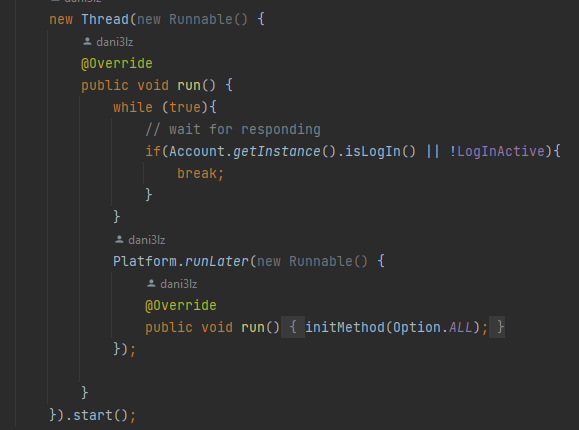 dani3lz
new Thread(new Runnable() {
dani3lz
@Override
public void run() {
while (true){
// wait for responding
if(Account.getInstance().isLogIn() || !LogInActive){
break;
}
}
dani3lz
Platform.runLater(new Runnable() {
dani3lz
@Override
public void run() { initMethod(Option.ALL); }
});
}
}).start();